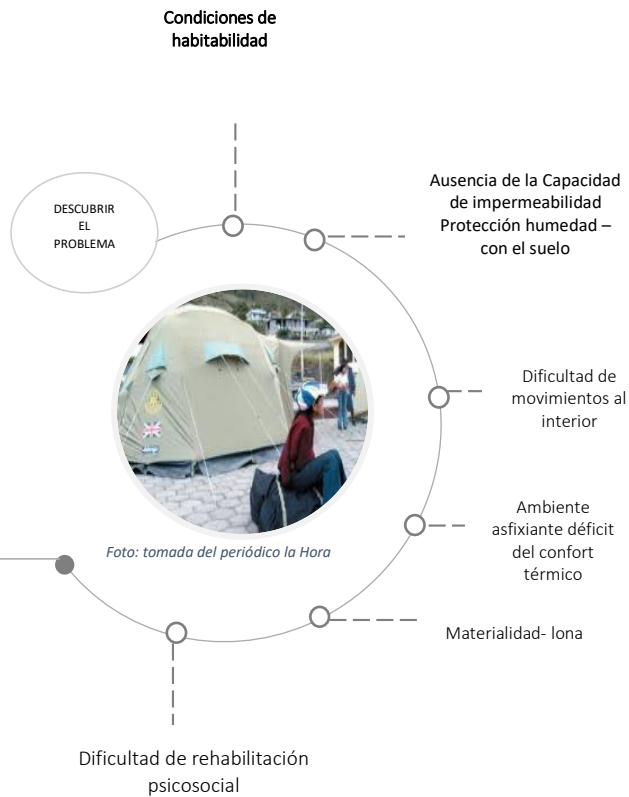 Condiciones de
habitabilidad
DESCUBRIR
EL
PROBLEMA
Ausencia de la Capacidad
de impermeabilidad
Protección humedad –
con el suelo
Dificultad de
movimientos al
interior
Ambiente
asfixiante déficit
del confort
térmico
Foto: tomada del periódico la Hora
Materialidad- lona
Dificultad de rehabilitación
psicosocial